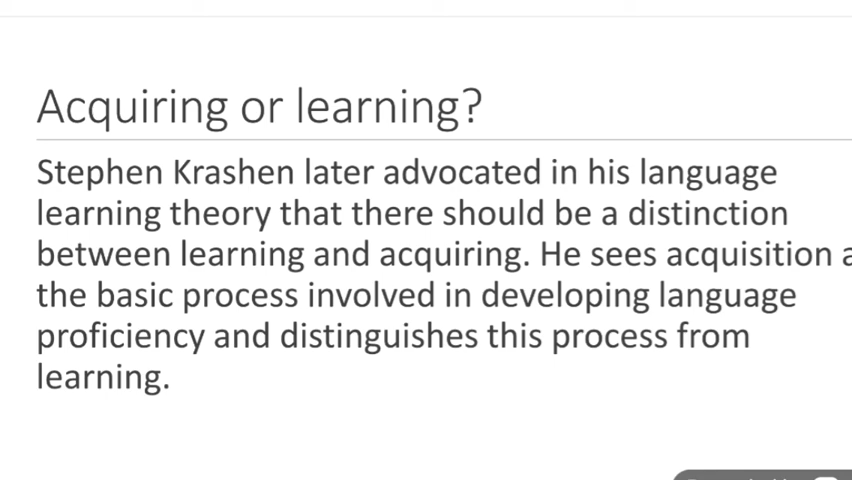 Acquiring or learning?
Stephen Krashen later advocated in his language
learning theory that there should be a distinction
between learning and acquiring. He sees acquisition
the basic process involved in developing language
proficiency and distinguishes this process from
learning.